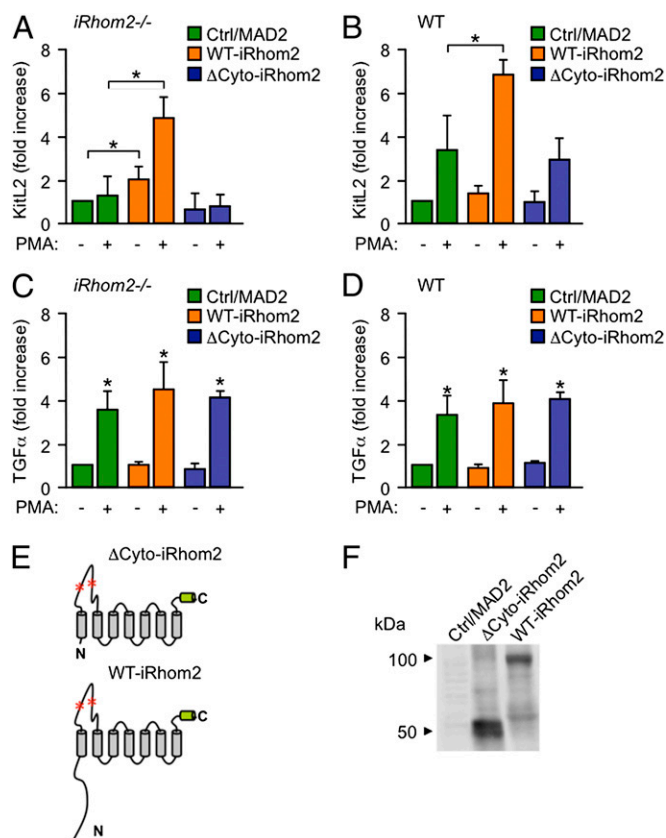 A
iRhom2-/-
Ctrl/MAD2
WT-iRhom2
ΔCyto-iRhom2
KitL2 (fold increase)
8
6
4
2
0
*
*
PMA: - + - + - +
B
WT
Ctrl/MAD2
WT-iRhom2
ΔCyto-iRhom2
KitL2 (fold increase)
8
6
4
2
0
*
PMA: - + - + - +
C
iRhom2-/-
Ctrl/MAD2
WT-iRhom2
ΔCyto-iRhom2
TGFα (fold increase)
8
6
4
2
0
* * *
PMA: - + - + - +
D
WT
Ctrl/MAD2
WT-iRhom2
ΔCyto-iRhom2
TGFα (fold increase)
8
6
4
2
0
* * *
PMA: - + - + - +
E
ΔCyto-iRhom2
C
N
WT-iRhom2
C
N
F
kDa
Ctrl/MAD2
ΔCyto-iRhom2
WT-iRhom2
100
50